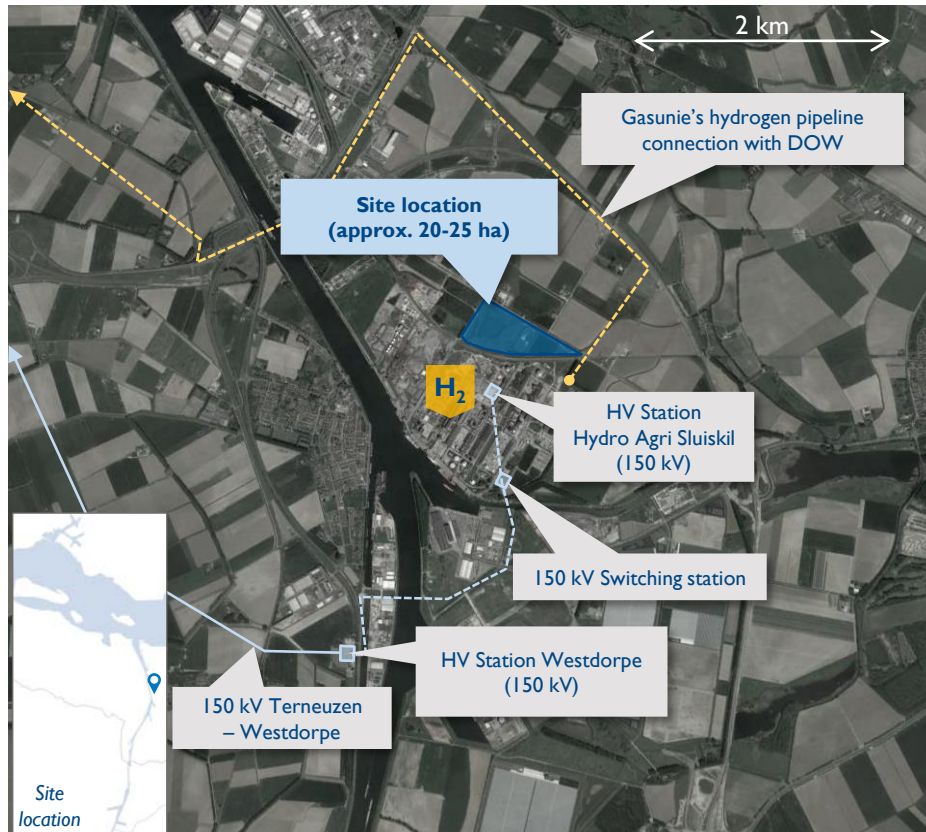 2 km
Gasunie's hydrogen pipeline
connection with DOW
Site location
(approx. 20-25 ha)
H₂
HV Station
Hydro Agri Sluiskil
(150 kV)
150 kV Switching station
HV Station Westdorpe
(150 kV)
150 kV Terneuzen
– Westdorpe
Site
location